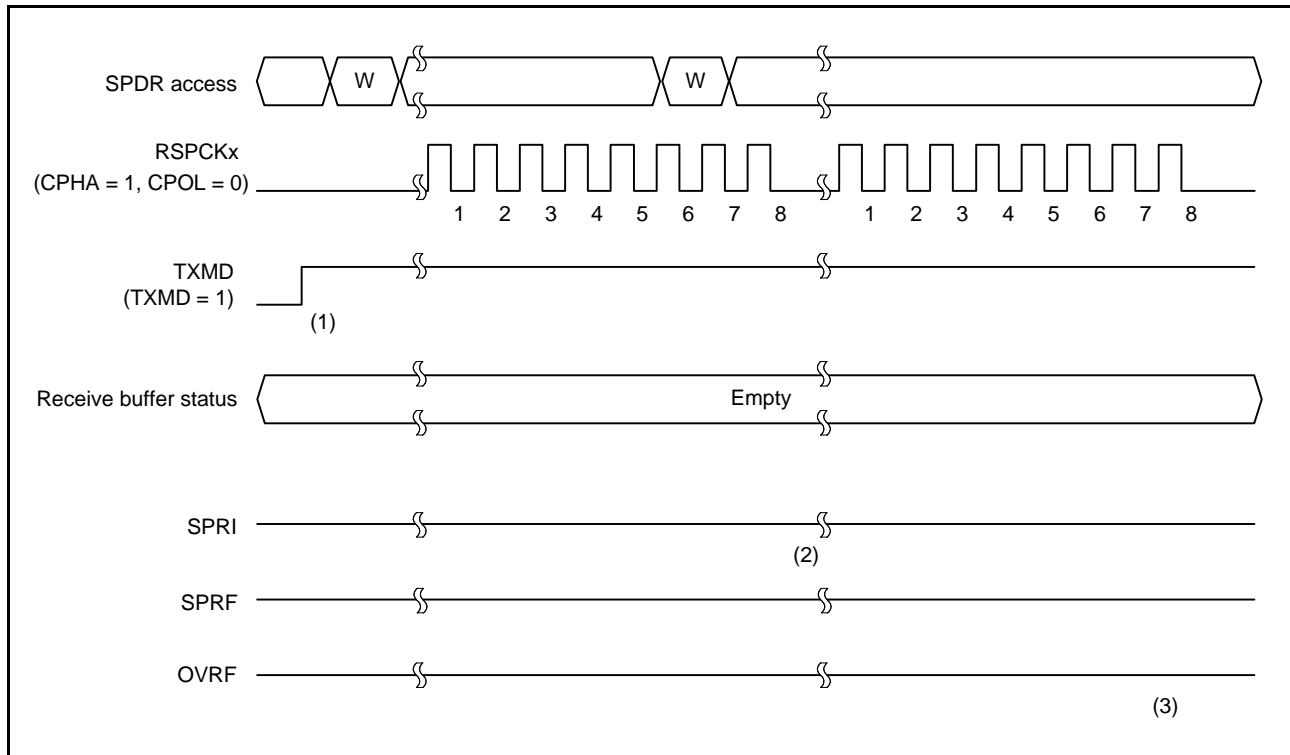 SPDR access
W
W
RSPCKx
(CPHA = 1, CPOL = 0)
1 2 3 4 5 6 7 8 1 2 3 4 5 6 7 8
TXMD
(TXMD = 1)
(1)
Receive buffer status
Empty
SPRI
(2)
SPRF
OVRF
(3)